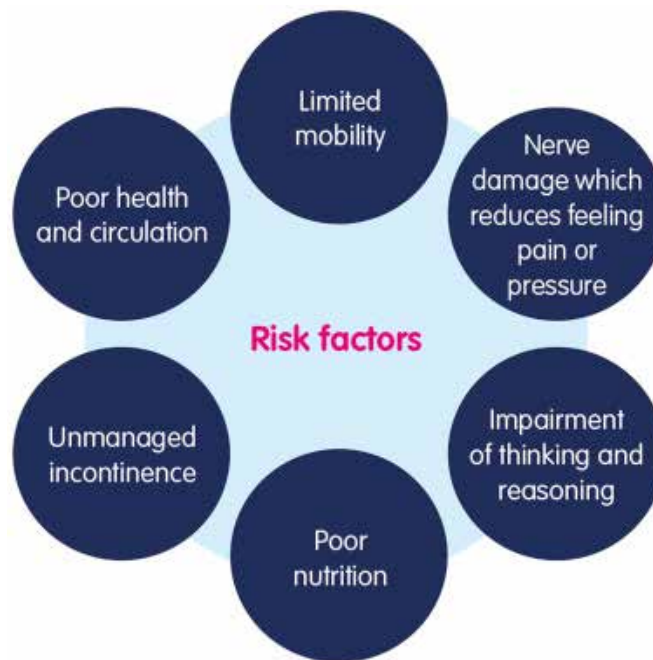 Limited
mobility
Nerve
damage which
reduces feeling
pain or
pressure
Poor health
and circulation
Risk factors
Unmanaged
incontinence
Impairment
of thinking and
reasoning
Poor
nutrition